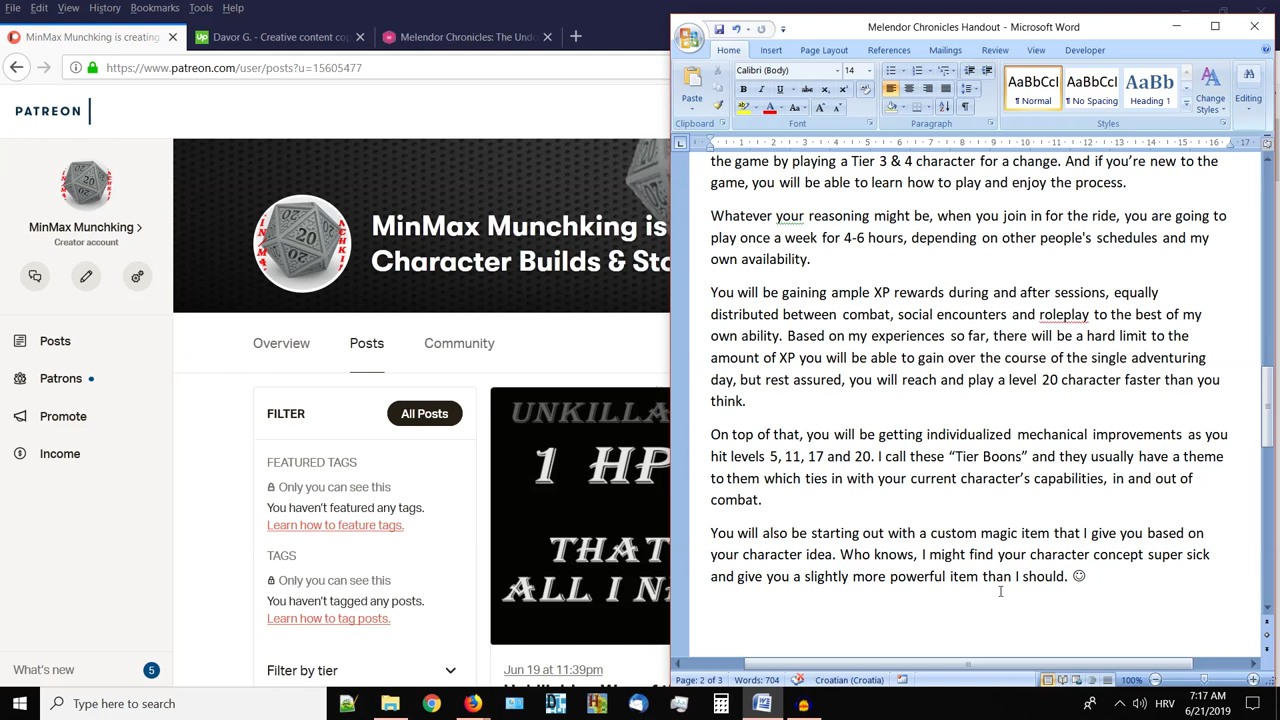 File Edit View History Bookmarks Tools Help
MinMax Munchking is creating
Davor G. - Creative content cop
Melendor Chronicles: The Undo
https://www.patreon.com/user/posts?u=15605477
PATREON
MinMax Munchking
Creator account
Posts
Patrons
Promote
Income
What's new 5
MinMax Munchking is
Character Builds & Sto
Overview Posts Community
FILTER All Posts
FEATURED TAGS
Only you can see this
You haven't featured any tags.
Learn how to feature tags.
TAGS
Only you can see this
You haven't tagged any posts.
Learn how to tag posts.
Filter by tier
UNKILLA
1 HP
THAT
ALL I N
Jun 19 at 11:39pm
Melendor Chronicles Handout - Microsoft Word
Home Insert Page Layout References Mailings Review View Developer
Paste
Calibri (Body) 14
AaBbCcI AaBbCcI AaBb
¶ Normal ¶ No Spacing Heading 1
Change Styles
Editing
Clipboard Font Paragraph Styles
the game by playing a Tier 3 & 4 character for a change. And if you're new to the
game, you will be able to learn how to play and enjoy the process.
Whatever your reasoning might be, when you join in for the ride, you are going to
play once a week for 4-6 hours, depending on other people's schedules and my
own availability.
You will be gaining ample XP rewards during and after sessions, equally
distributed between combat, social encounters and roleplay to the best of my
own ability. Based on my experiences so far, there will be a hard limit to the
amount of XP you will be able to gain over the course of the single adventuring
day, but rest assured, you will reach and play a level 20 character faster than you
think.
On top of that, you will be getting individualized mechanical improvements as you
hit levels 5, 11, 17 and 20. I call these “Tier Boons” and they usually have a theme
to them which ties in with your current character's capabilities, in and out of
combat.
You will also be starting out with a custom magic item that I give you based on
your character idea. Who knows, I might find your character concept super sick
and give you a slightly more powerful item than I should. ☺
Page: 2 of 3 Words: 704 Croatian (Croatia) 100%
Type here to search
HRV
7:17 AM
6/21/2019